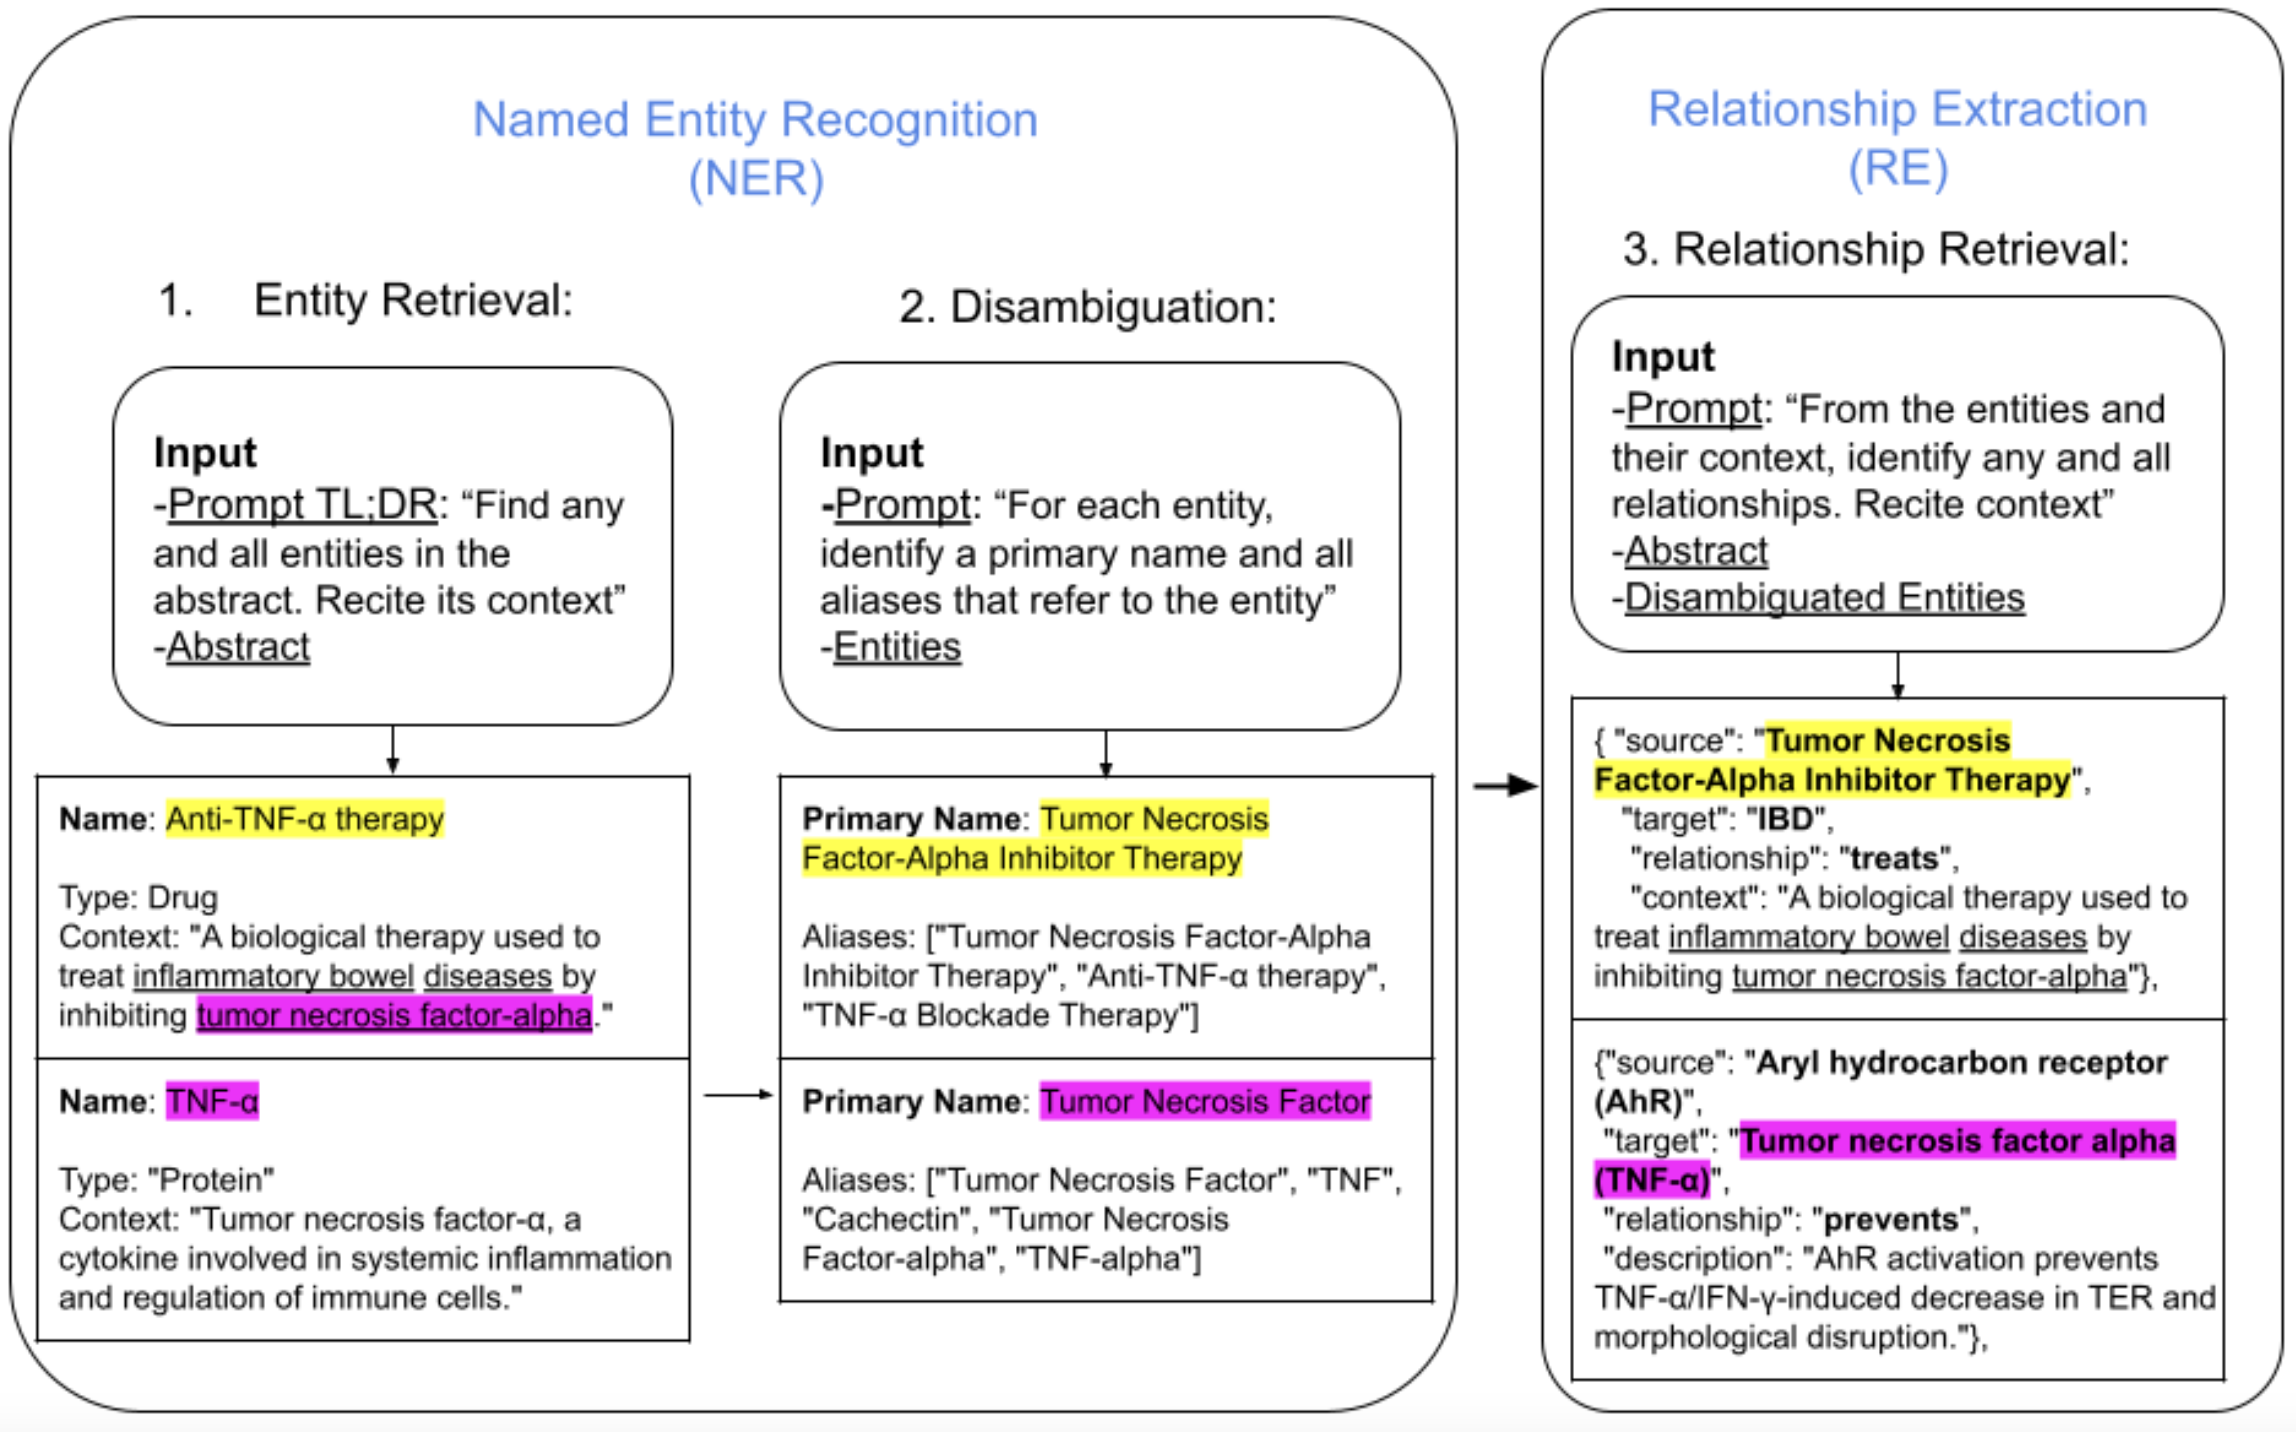 Named Entity Recognition
(NER)
1. Entity Retrieval:
Input
-Prompt TL;DR: “Find any
and all entities in the
abstract. Recite its context”
-Abstract
Name: Anti-TNF-α therapy
Type: Drug
Context: "A biological therapy used to
treat inflammatory bowel diseases by
inhibiting tumor necrosis factor-alpha."
Name: TNF-α
Type: "Protein"
Context: "Tumor necrosis factor-α, a
cytokine involved in systemic inflammation
and regulation of immune cells."
2. Disambiguation:
Input
-Prompt: “For each entity,
identify a primary name and all
aliases that refer to the entity”
-Entities
Primary Name: Tumor Necrosis
Factor-Alpha Inhibitor Therapy
Aliases: ["Tumor Necrosis Factor-Alpha
Inhibitor Therapy", "Anti-TNF-α therapy",
"TNF-α Blockade Therapy"]
Primary Name: Tumor Necrosis Factor
Aliases: ["Tumor Necrosis Factor", "TNF",
"Cachectin", "Tumor Necrosis
Factor-alpha", "TNF-alpha"]
Relationship Extraction
(RE)
3. Relationship Retrieval:
Input
-Prompt: “From the entities and
their context, identify any and all
relationships. Recite context”
-Abstract
-Disambiguated Entities
{ "source": "Tumor Necrosis
Factor-Alpha Inhibitor Therapy",
"target": "IBD",
"relationship": "treats",
"context": "A biological therapy used to
treat inflammatory bowel diseases by
inhibiting tumor necrosis factor-alpha"},
{"source": "Aryl hydrocarbon receptor
(AhR)",
"target": "Tumor necrosis factor alpha
(TNF-α)",
"relationship": "prevents",
"description": "AhR activation prevents
TNF-α/IFN-γ-induced decrease in TER and
morphological disruption."},